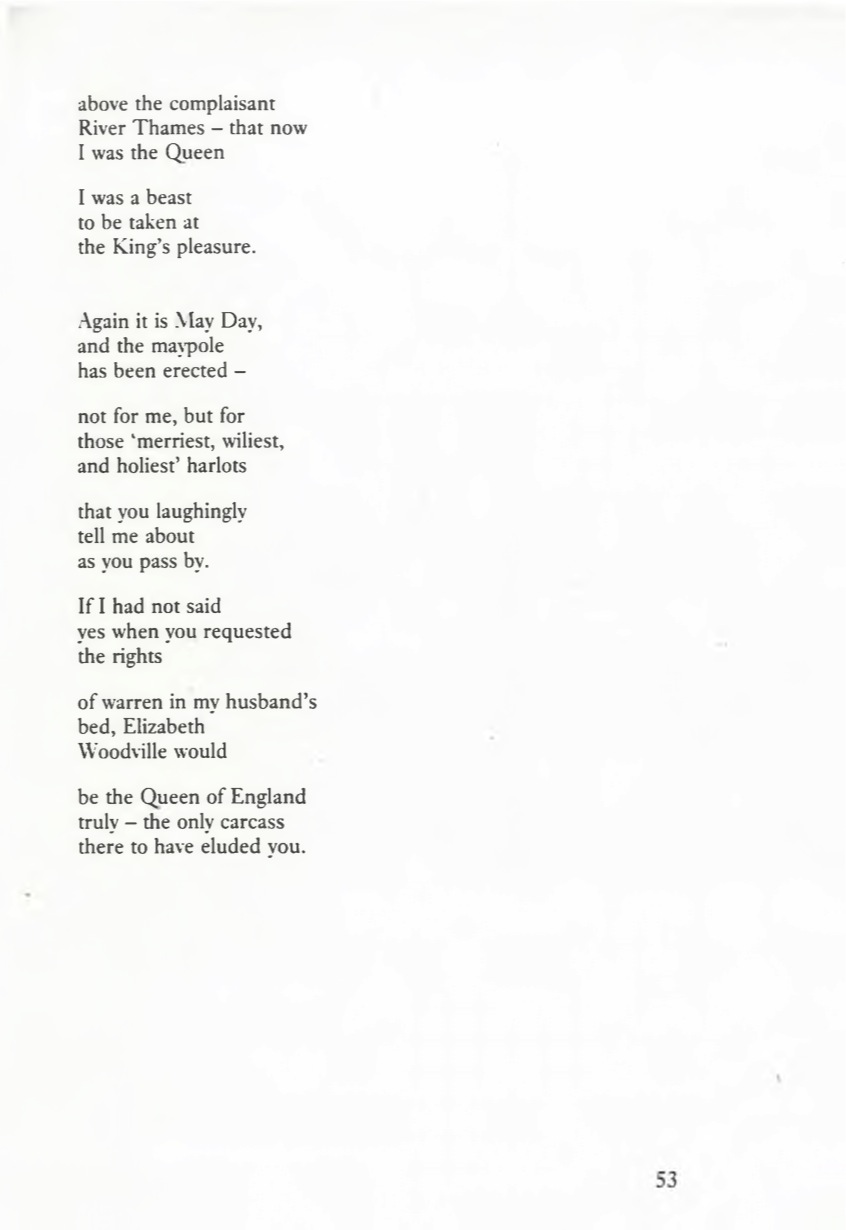 above the complaisant
River Thames – that now
I was the Queen

I was a beast
to be taken at
the King’s pleasure.

Again it is May Day,
and the maypole
has been erected –

not for me, but for
those ‘merriest, wiliest,
and holiest’ harlots

that you laughingly
tell me about
as you pass by.

If I had not said
yes when you requested
the rights

of warren in my husband’s
bed, Elizabeth
Woodville would

be the Queen of England
truly – the only carcass
there to have eluded you.

53